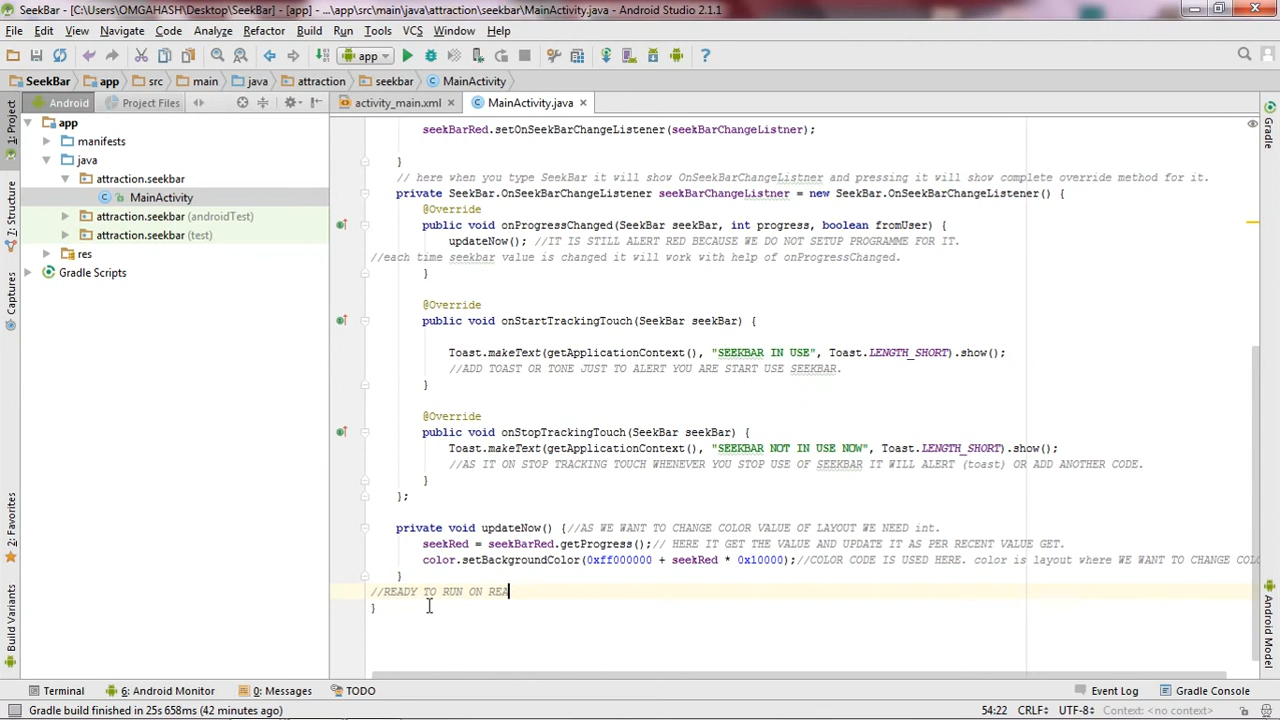 SeekBar - [C:\Users\OMGAHASH\Desktop\SeekBar] - [app] - ...\app\src\main\java\attraction\seekbar\MainActivity.java - Android Studio 2.1.1
File Edit View Navigate Code Analyze Refactor Build Run Tools VCS Window Help
app
SeekBar app src main java attraction seekbar MainActivity
Android Project Files activity_main.xml MainActivity.java
1: Project
7: Structure
Captures
2: Favorites
Build Variants
app
manifests
java
attraction.seekbar
MainActivity
attraction.seekbar (androidTest)
attraction.seekbar (test)
res
Gradle Scripts
seekBarRed.setOnSeekBarChangeListener(seekBarChangeListner);
}
// here when you type SeekBar it will show OnSeekBarChangeListner and pressing it will show complete override method for it.
private SeekBar.OnSeekBarChangeListener seekBarChangeListner = new SeekBar.OnSeekBarChangeListener() {
@Override
public void onProgressChanged(SeekBar seekBar, int progress, boolean fromUser) {
updateNow(); //IT IS STILL ALERT RED BECAUSE WE DO NOT SETUP PROGRAMME FOR IT.
//each time seekbar value is changed it will work with help of onProgressChanged.
}
@Override
public void onStartTrackingTouch(SeekBar seekBar) {
Toast.makeText(getApplicationContext(), "SEEKBAR IN USE", Toast.LENGTH_SHORT).show();
//ADD TOAST OR TONE JUST TO ALERT YOU ARE START USE SEEKBAR.
}
@Override
public void onStopTrackingTouch(SeekBar seekBar) {
Toast.makeText(getApplicationContext(), "SEEKBAR NOT IN USE NOW", Toast.LENGTH_SHORT).show();
//AS IT ON STOP TRACKING TOUCH WHENEVER YOU STOP USE OF SEEKBAR IT WILL ALERT (toast) OR ADD ANOTHER CODE.
}
};
private void updateNow() {//AS WE WANT TO CHANGE COLOR VALUE OF LAYOUT WE NEED int.
seekRed = seekBarRed.getProgress();// HERE IT GET THE VALUE AND UPDATE IT AS PER RECENT VALUE GET.
color.setBackgroundColor(0xff000000 + seekRed * 0x10000);//COLOR CODE IS USED HERE. color is layout where WE WANT TO CHANGE COL
}
//READY TO RUN ON REA
}
Gradle
Android Model
Terminal 6: Android Monitor 0: Messages TODO Event Log Gradle Console
Gradle build finished in 25s 658ms (42 minutes ago) 54:22 CRLF UTF-8 Context: <no context>